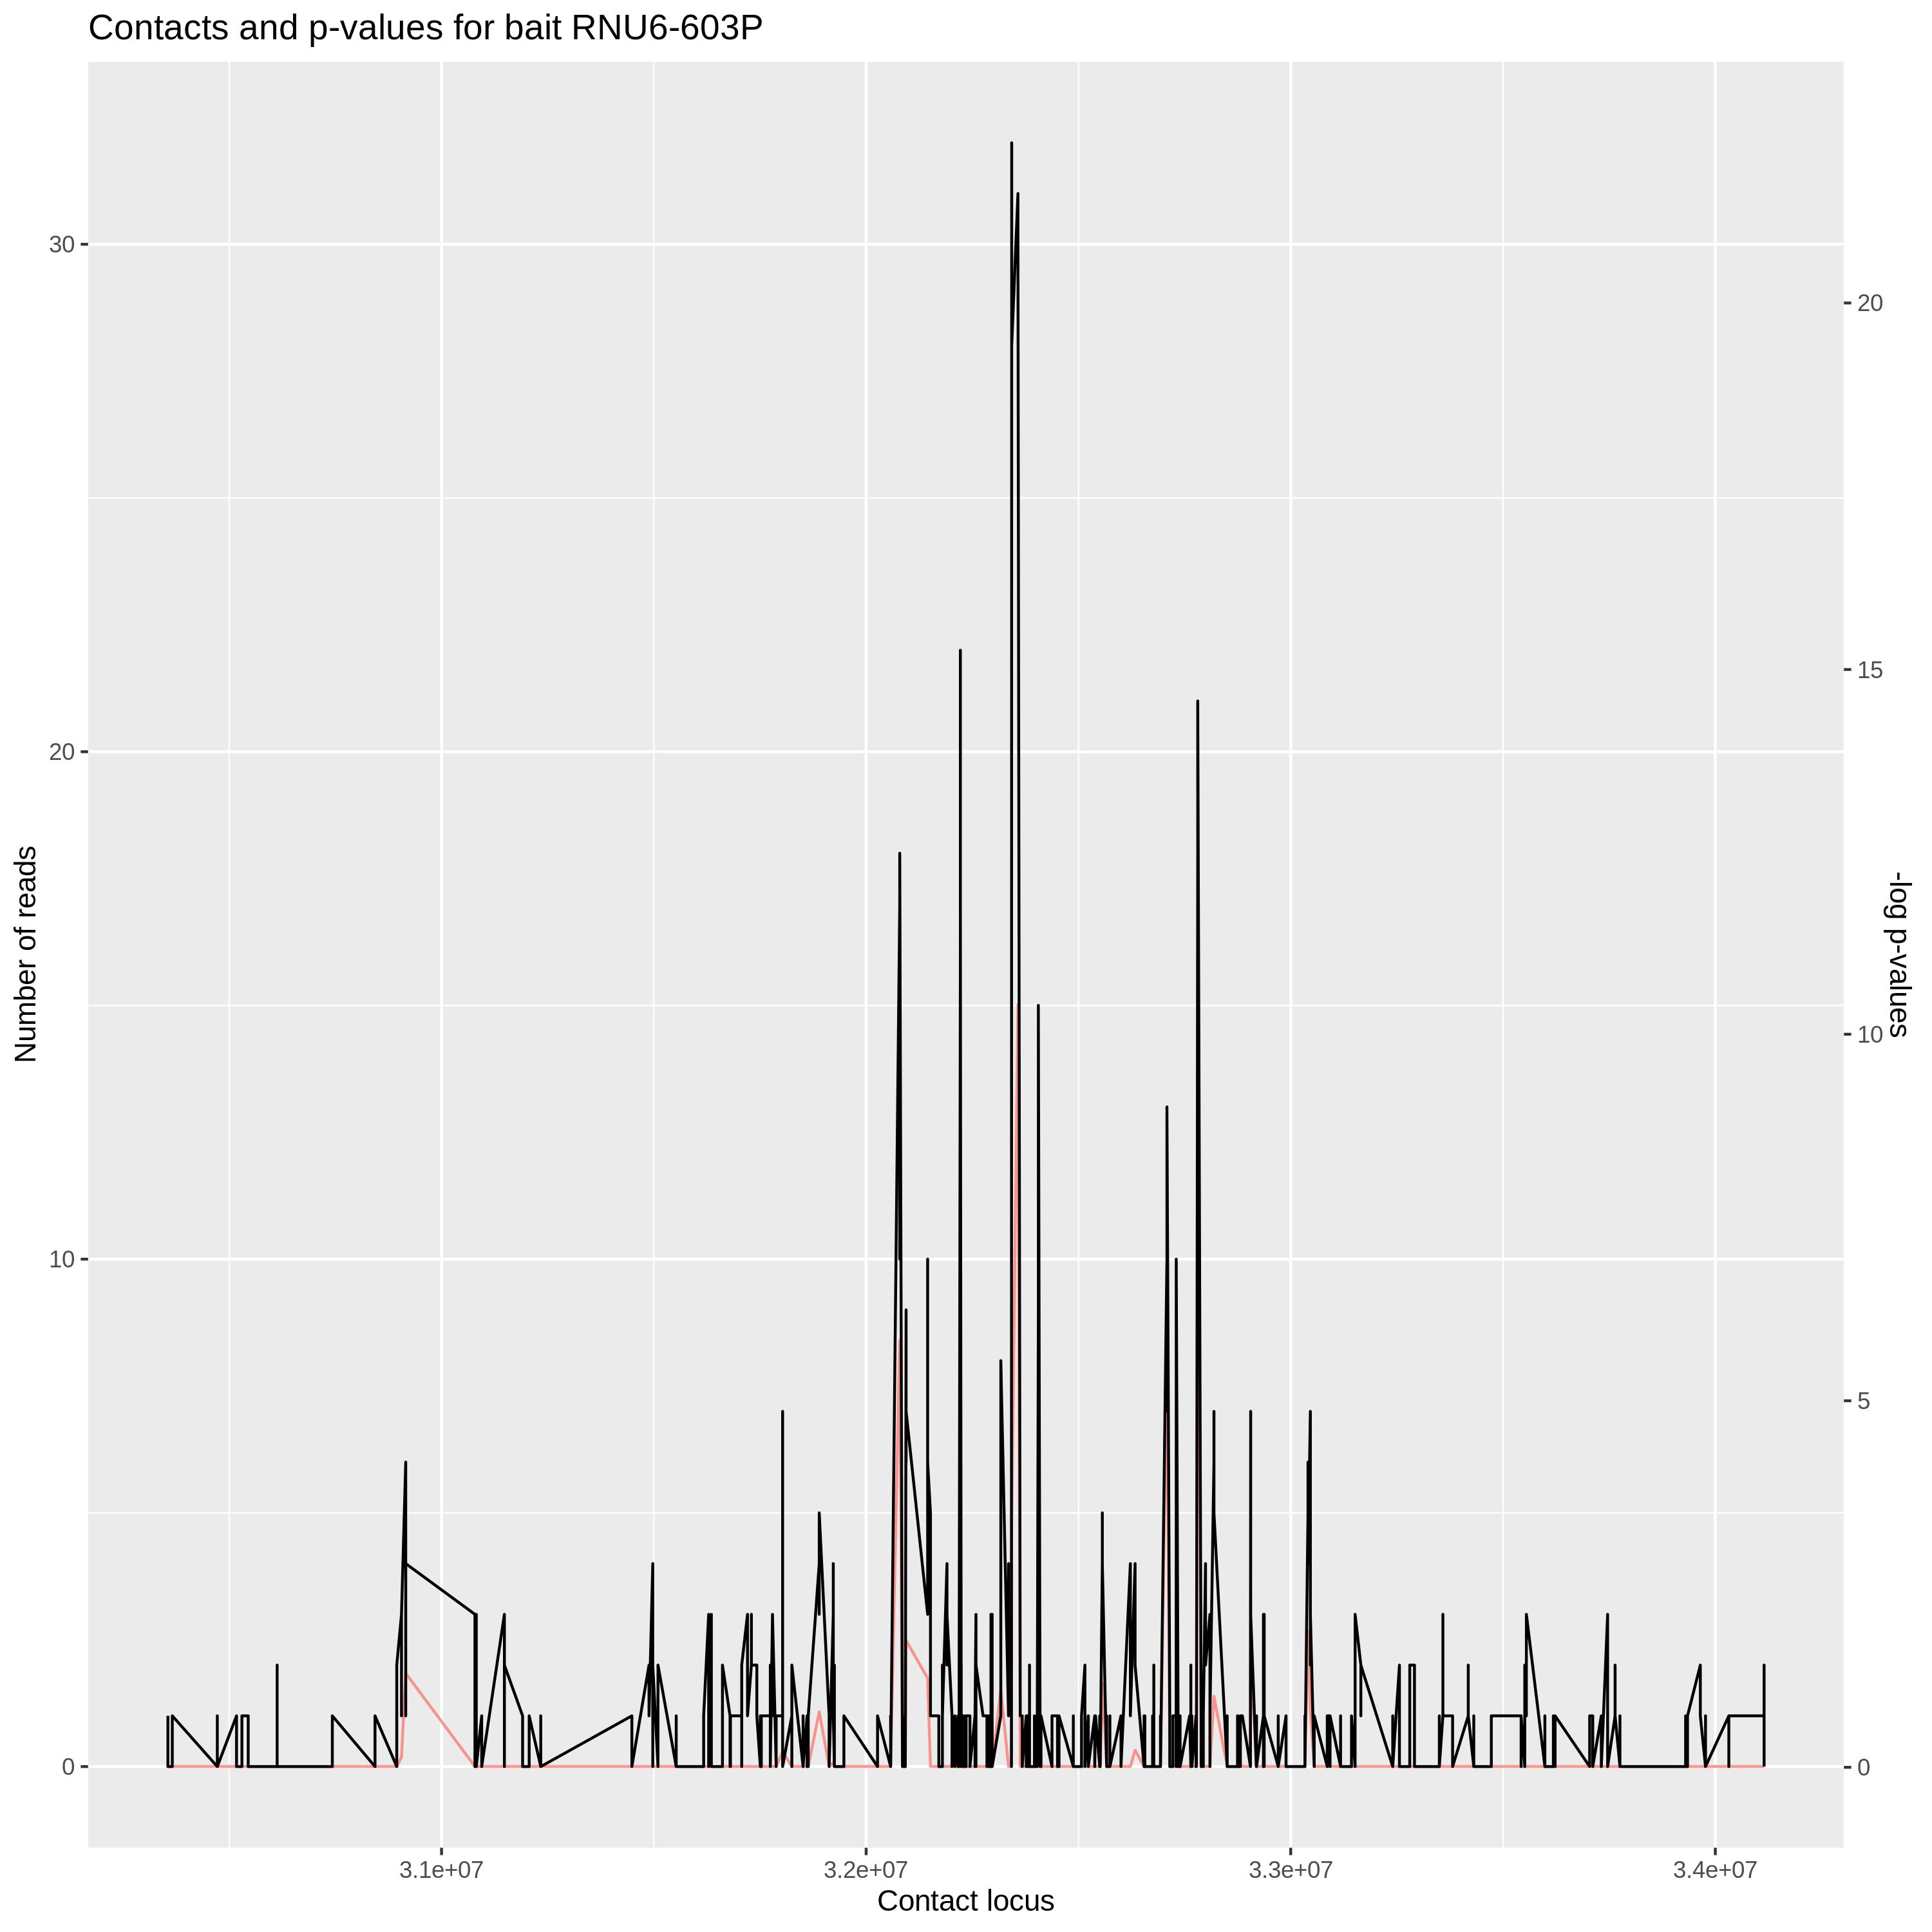 Contacts and p-values for bait RNU6-603P
30
20
10
0
Number of reads
20
15
10
5
0
-log p-values
3.1e+07
3.2e+07
3.3e+07
3.4e+07
Contact locus